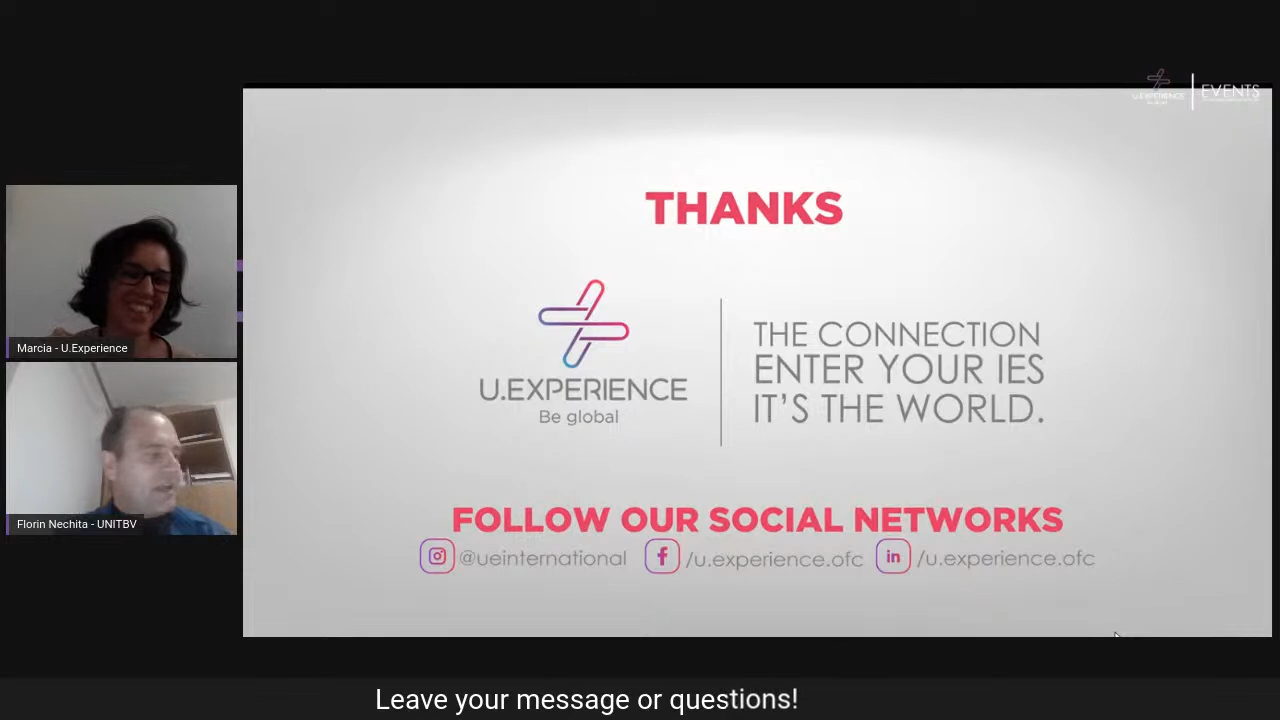 U.EXPERIENCE
EVENTS
THANKS
U.EXPERIENCE
Be global
THE CONNECTION
ENTER YOUR IES
IT'S THE WORLD.
Marcia - U.Experience
Florin Nechita - UNITBV
FOLLOW OUR SOCIAL NETWORKS
@ueinternational /u.experience.ofc /u.experience.ofc
Leave your message or questions!